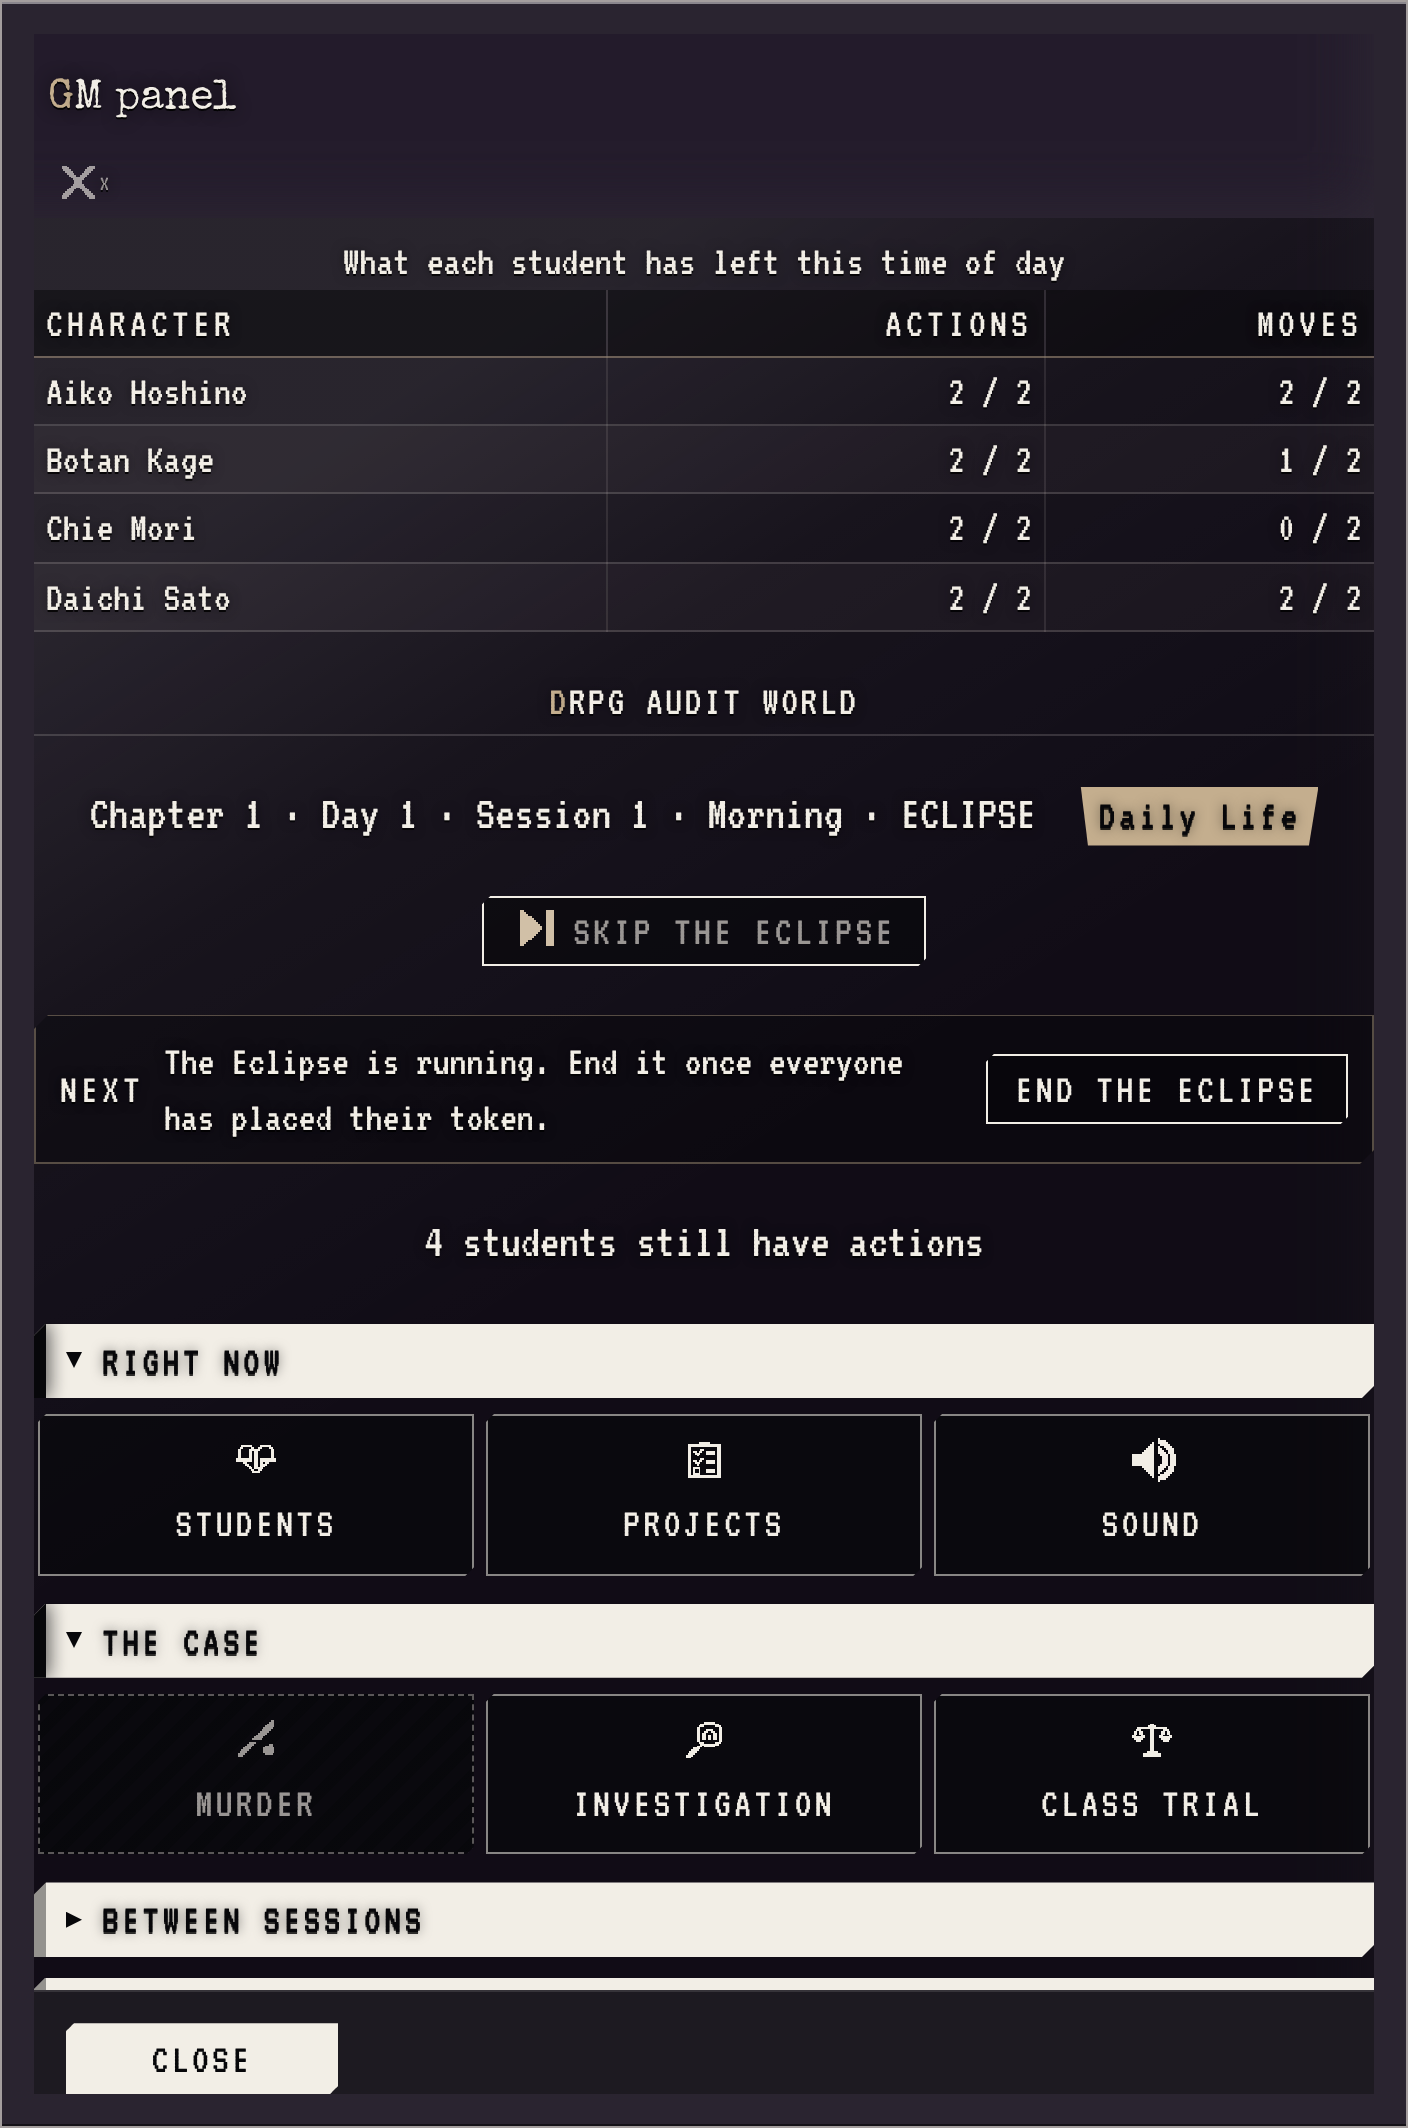 GM panel
x
What each student has left this time of day
CHARACTER ACTIONS MOVES
Aiko Hoshino 2 / 2 2 / 2
Botan Kage 2 / 2 1 / 2
Chie Mori 2 / 2 0 / 2
Daichi Sato 2 / 2 2 / 2
DRPG AUDIT WORLD
Chapter 1 · Day 1 · Session 1 · Morning · ECLIPSE Daily Life
SKIP THE ECLIPSE
NEXT
The Eclipse is running. End it once everyone
has placed their token.
END THE ECLIPSE
4 students still have actions
RIGHT NOW
STUDENTS PROJECTS SOUND
THE CASE
MURDER INVESTIGATION CLASS TRIAL
BETWEEN SESSIONS
CLOSE